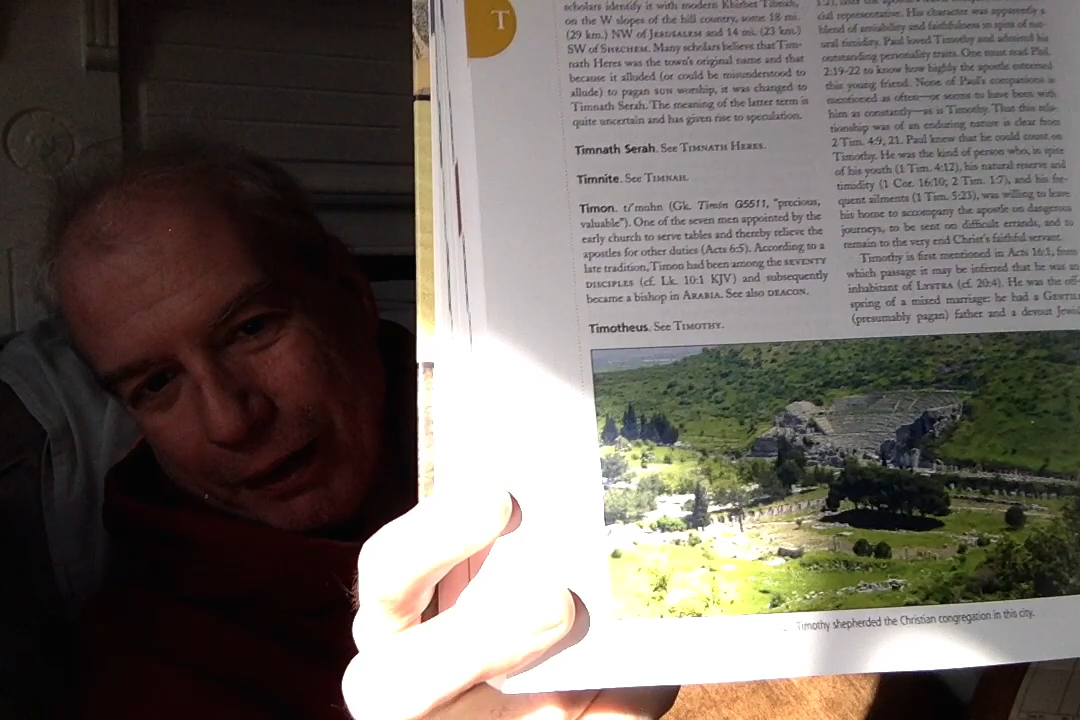 T
scholars identify it with modern Khirbet Tibnah,
on the W slopes of the hill country, some 18 mi.
(29 km.) NW of JERUSALEM and 14 mi. (23 km.)
SW of SHECHEM. Many scholars believe that Tim-
nath Heres was the town's original name and that
because it alluded (or could be misunderstood to
allude) to pagan SUN worship, it was changed to
Timnath Serah. The meaning of the latter term is
quite uncertain and has given rise to speculation.
Timnath Serah. See TIMNATH HERES.
Timnite. See TIMNAH.
Timon. ti´muhn (Gk. Timōn G5511, "precious,
valuable"). One of the seven men appointed by the
early church to serve tables and thereby relieve the
apostles for other duties (Acts 6:5). According to a
late tradition, Timon had been among the SEVENTY
DISCIPLES (cf. Lk. 10:1 KJV) and subsequently
became a bishop in ARABIA. See also DEACON.
Timotheus. See TIMOTHY.
cial representative. His character was apparently a
blend of amiability and faithfulness in spite of nat-
ural timidity. Paul loved Timothy and admired his
outstanding personality traits. One must read Phil.
2:19-22 to know how highly the apostle esteemed
this young friend. None of Paul's companions is
mentioned as often—or seems to have been with
him as constantly—as is Timothy. That this rela-
tionship was of an enduring nature is clear from
2 Tim. 4:9, 21. Paul knew that he could count on
Timothy. He was the kind of person who, in spite
of his youth (1 Tim. 4:12), his natural reserve and
timidity (1 Cor. 16:10; 2 Tim. 1:7), and his fre-
quent ailments (1 Tim. 5:23), was willing to leave
his home to accompany the apostle on dangerous
journeys, to be sent on difficult errands, and to
remain to the very end Christ's faithful servant.
Timothy is first mentioned in Acts 16:1, from
which passage it may be inferred that he was an
inhabitant of LYSTRA (cf. 20:4). He was the off-
spring of a mixed marriage: he had a GENTILE
(presumably pagan) father and a devout Jewi
Timothy shepherded the Christian congregation in this city.